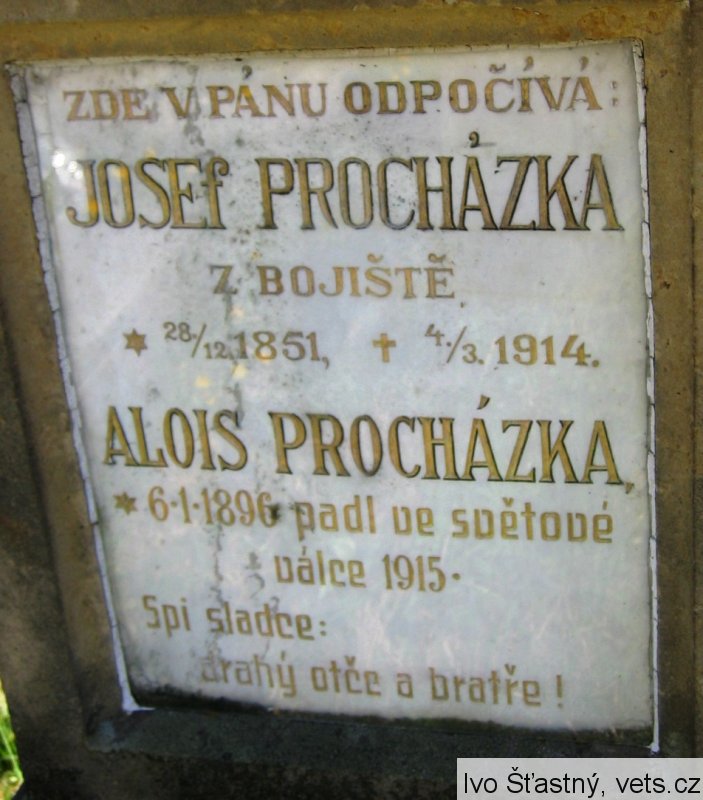 ZDE V PÁNU ODPOČÍVÁ:
JOSEF PROCHÁZKA
Z BOJIŠTĚ
* 28./12. 1851, † 4./3. 1914.
ALOIS PROCHÁZKA,
* 6·1·1896 padl ve světové
válce 1915·
Spi sladce:
drahý otče a bratře!
Ivo Šťastný, vets.cz